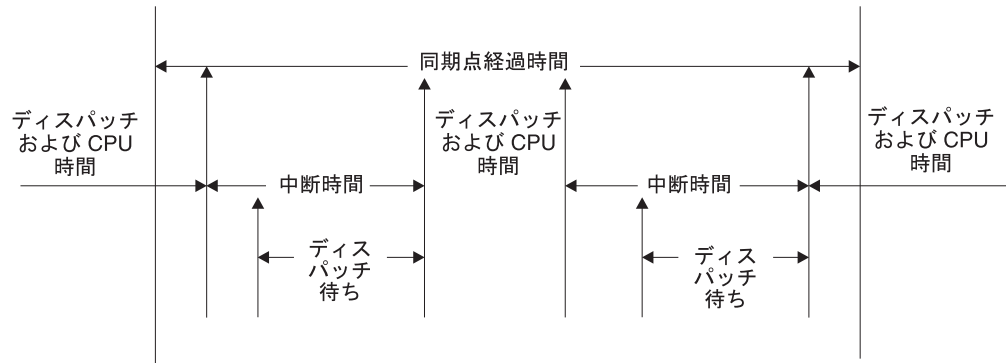 同期点経過時間
ディスパッチ
および CPU
時間
ディスパッチ
および CPU
時間
ディスパッチ
および CPU
時間
中断時間
中断時間
ディス
パッチ
待ち
ディス
パッチ
待ち